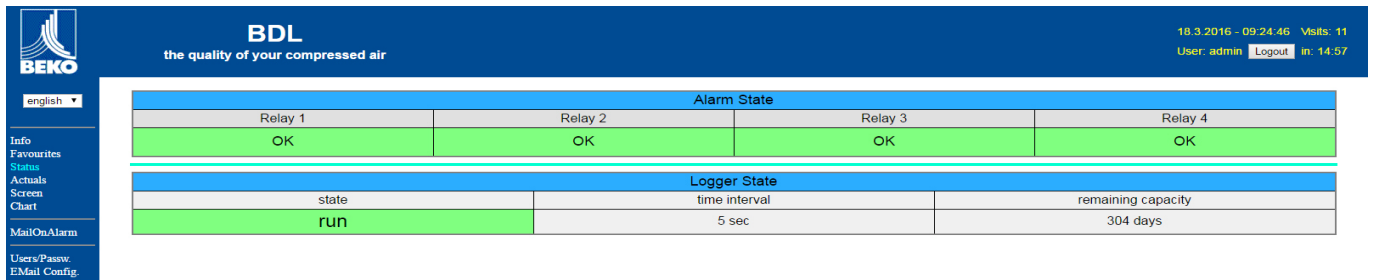 BEKO
BDL
the quality of your compressed air
18.3.2016 - 09:24:46 Visits: 11
User: admin Logout in: 14:57
english
Info
Favourites
Status
Actuals
Screen
Chart
MailOnAlarm
Users/Passw.
EMail Config.
Alarm State
Relay 1 Relay 2 Relay 3 Relay 4
OK OK OK OK
Logger State
state time interval remaining capacity
run 5 sec 304 days